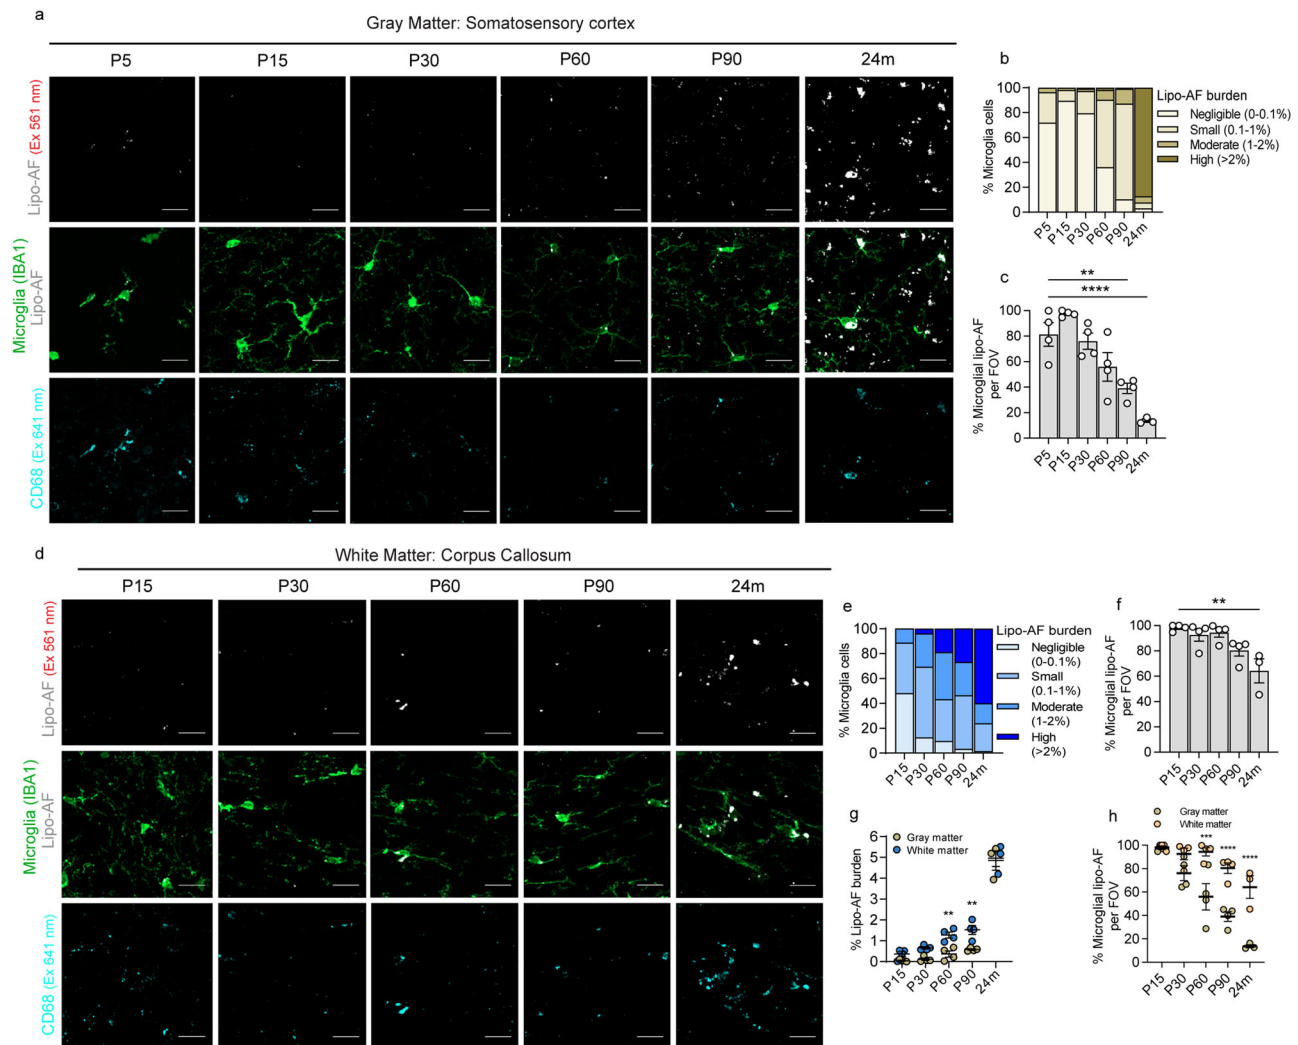 a
Gray Matter: Somatosensory cortex
P5 P15 P30 P60 P90 24m
Lipo-AF (Ex 561 nm)
Microglia (IBA1)
Lipo-AF
CD68 (Ex 641 nm)
b
% Microglia cells
100
80
60
40
20
0
P5 P15 P30 P60 P90 24m
Lipo-AF burden
Negligible (0-0.1%)
Small (0.1-1%)
Moderate (1-2%)
High (>2%)
c
**
****
% Microglial lipo-AF
per FOV
100
80
60
40
20
0
P5 P15 P30 P60 P90 24m
d
White Matter: Corpus Callosum
P15 P30 P60 P90 24m
Lipo-AF (Ex 561 nm)
Microglia (IBA1)
Lipo-AF
CD68 (Ex 641 nm)
e
% Microglia cells
100
80
60
40
20
0
P15 P30 P60 P90 24m
Lipo-AF burden
Negligible
(0-0.1%)
Small
(0.1-1%)
Moderate
(1-2%)
High
(>2%)
f
**
% Microglial lipo-AF
per FOV
100
80
60
40
20
0
P15 P30 P60 P90 24m
g
Gray matter
White matter
% Lipo-AF burden
6
5
4
3
2
1
0
** **
P15 P30 P60 P90 24m
h
Gray matter
White matter
*** **** ****
% Microglial lipo-AF
per FOV
100
80
60
40
20
0
P15 P30 P60 P90 24m